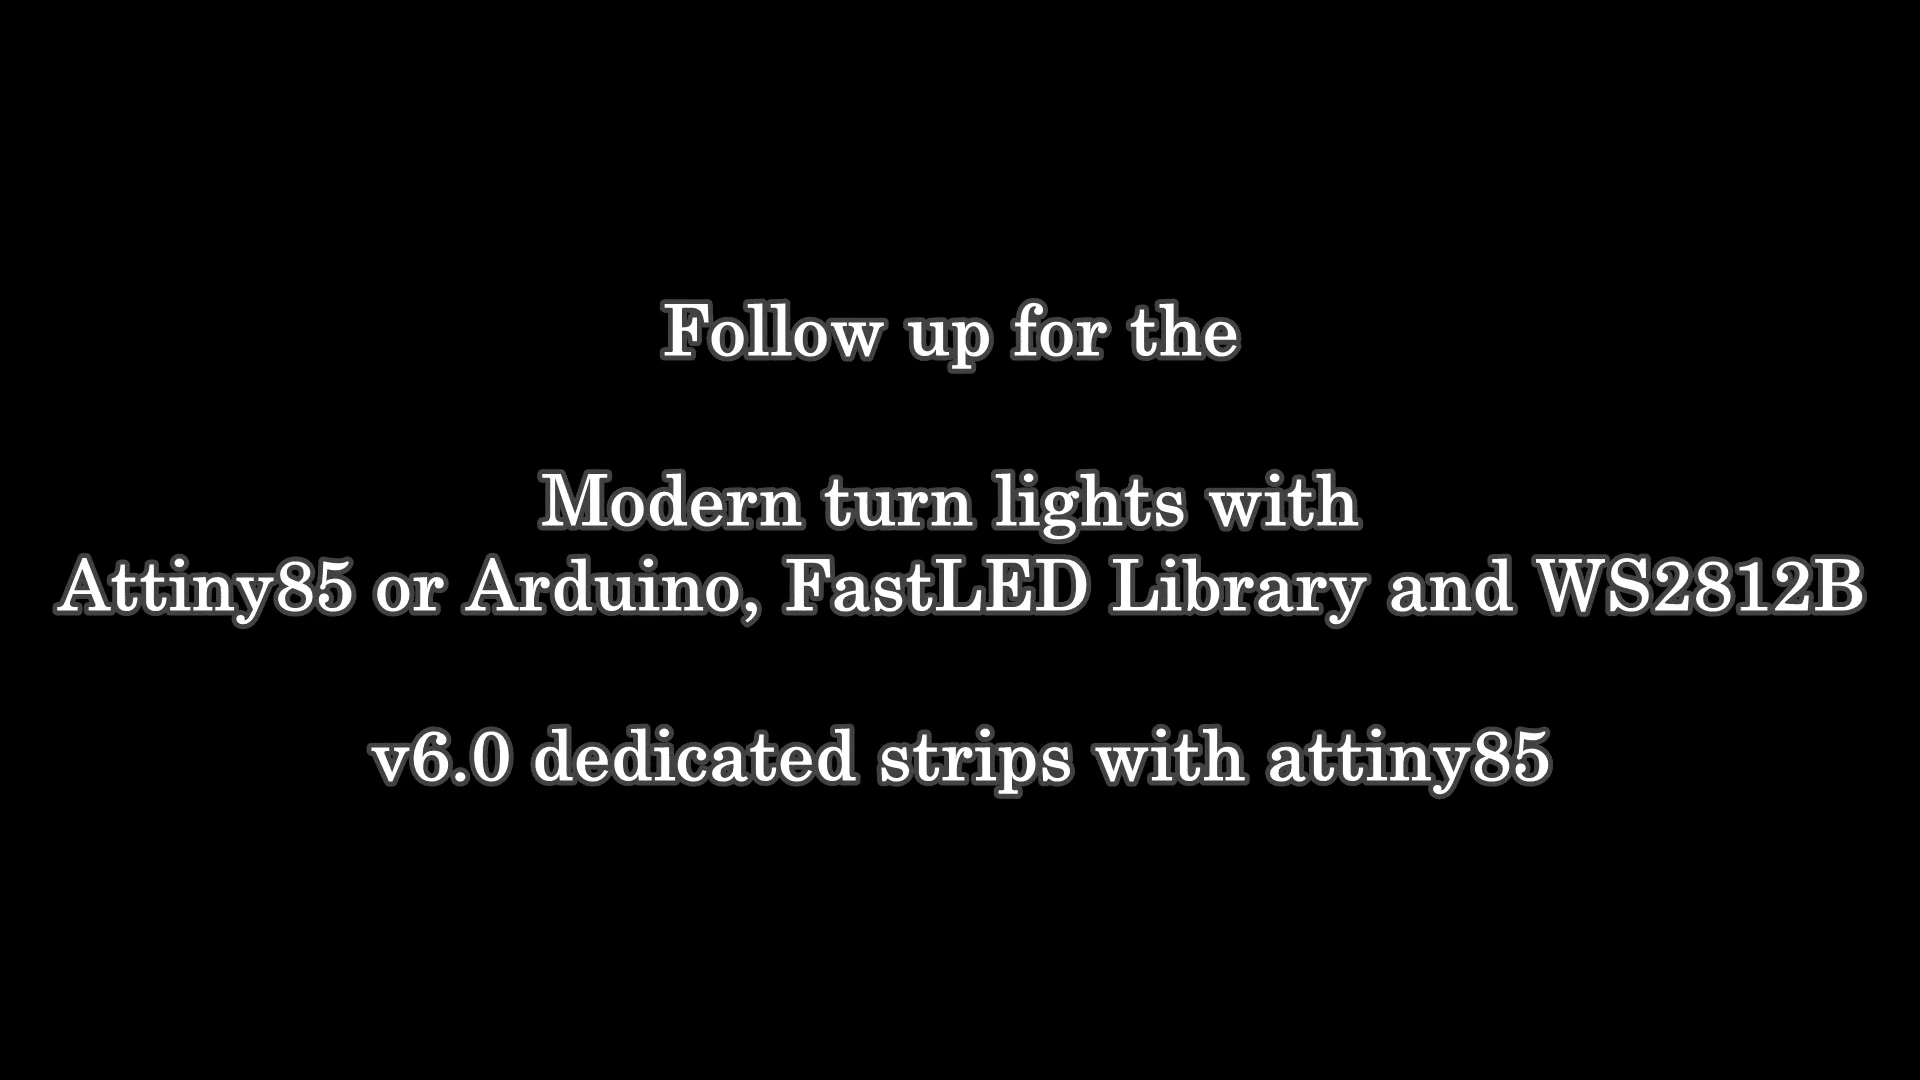 Follow up for the
Modern turn lights with
Attiny85 or Arduino, FastLED Library and WS2812B
v6.0 dedicated strips with attiny85